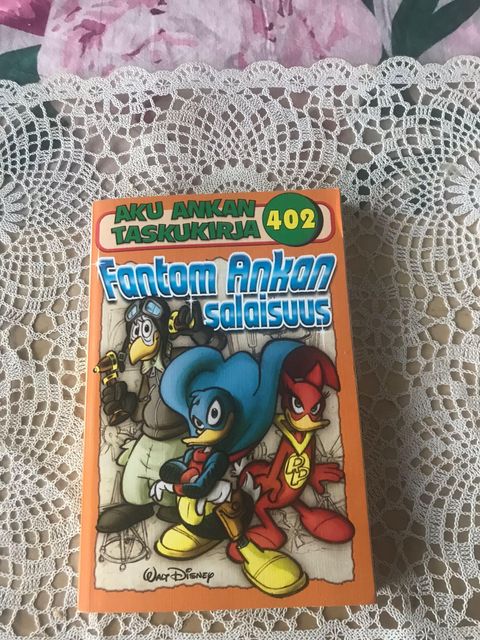 AKU ANKAN
TASKUKIRJA
402
Fantom Ankan
salaisuus
Walt Disney